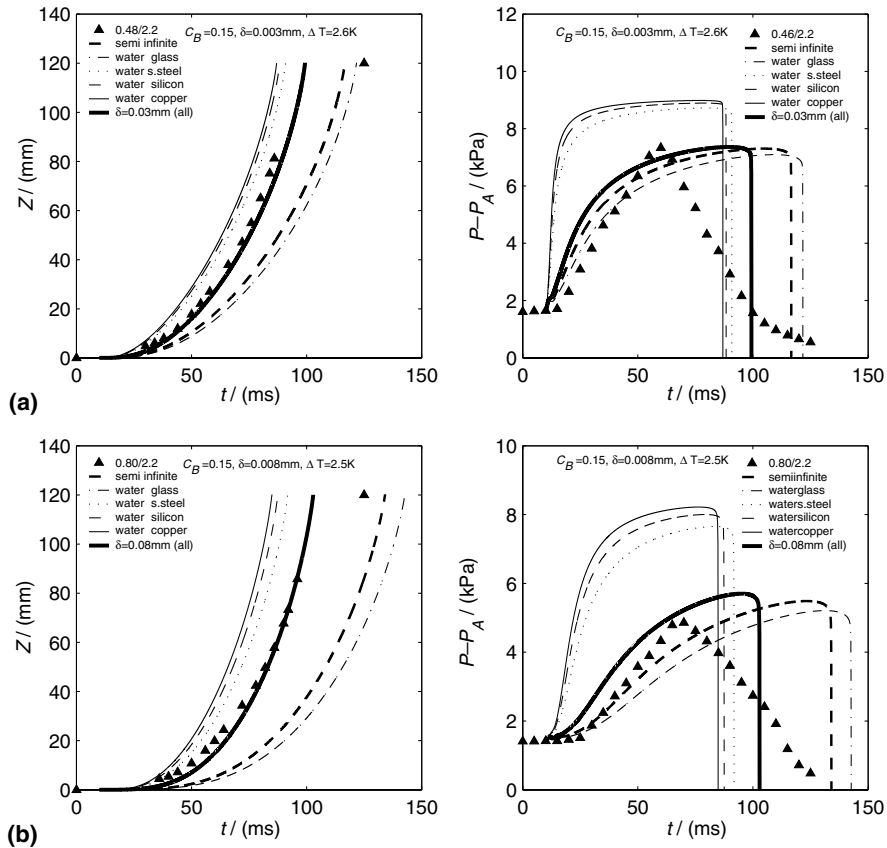 140
120
100
80
60
40
20
0
Z / (mm)
0.48/2.2
semi infinite
water glass
water s.steel
water silicon
water copper
δ=0.03mm (all)
C_B=0.15, δ=0.003mm, Δ T=2.6K
0 50 100 150
t / (ms)
12
10
8
6
4
2
0
P–P_A / (kPa)
C_B=0.15, δ=0.003mm, Δ T=2.6K
0.46/2.2
semi infinite
water glass
water s.steel
water silicon
water copper
δ=0.03mm (all)
0 50 100 150
t / (ms)
(a)
140
120
100
80
60
40
20
0
Z / (mm)
0.80/2.2
semi infinite
water glass
water s.steel
water silicon
water copper
δ=0.08mm (all)
C_B=0.15, δ=0.008mm, Δ T=2.5K
0 50 100 150
t / (ms)
10
8
6
4
2
0
P–P_A / (kPa)
C_B=0.15, δ=0.008mm, Δ T=2.5K
0.80/2.2
semiinfinite
waterglass
waters.steel
watersilicon
watercopper
δ=0.08mm (all)
0 50 100 150
t / (ms)
(b)